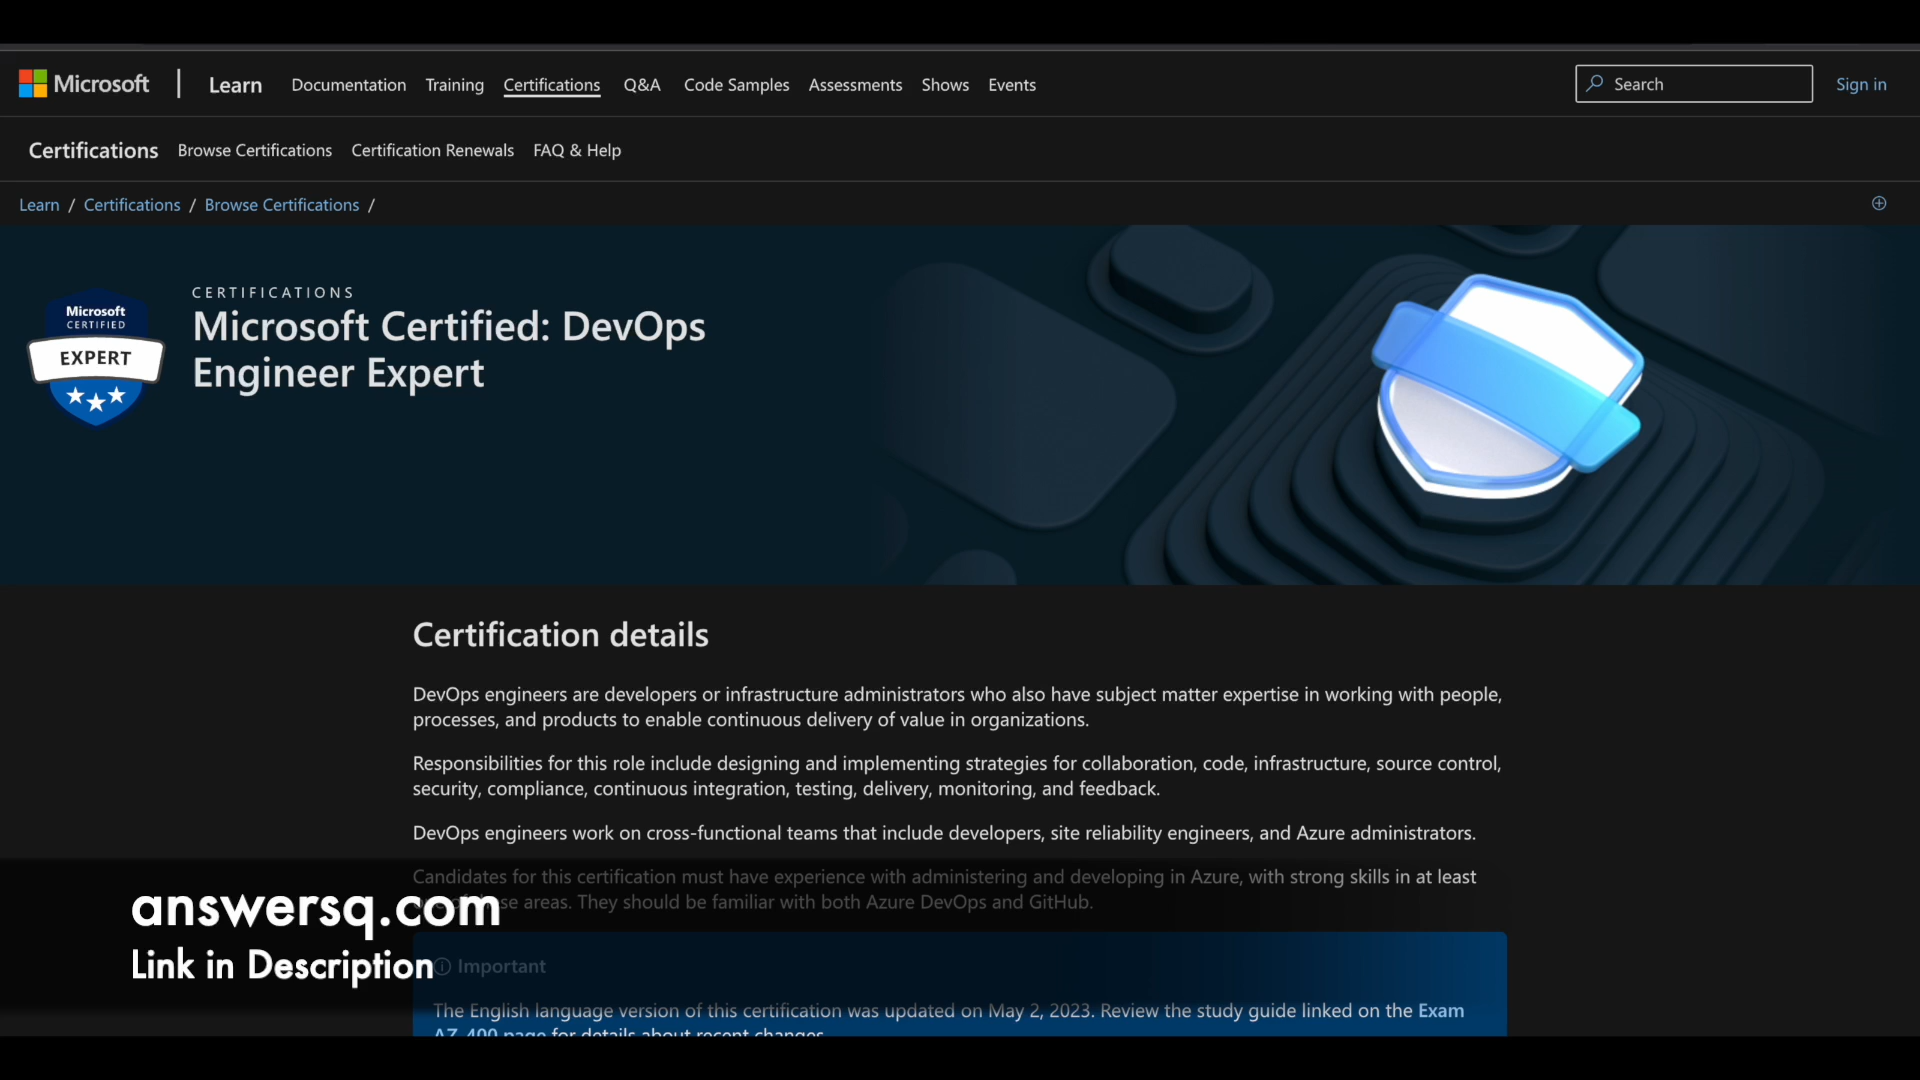 Microsoft | Learn Documentation Training Certifications Q&A Code Samples Assessments Shows Events Search Sign in
Certifications Browse Certifications Certification Renewals FAQ & Help
Learn / Certifications / Browse Certifications /
Microsoft
CERTIFIED
EXPERT
CERTIFICATIONS
Microsoft Certified: DevOps
Engineer Expert
Certification details
DevOps engineers are developers or infrastructure administrators who also have subject matter expertise in working with people,
processes, and products to enable continuous delivery of value in organizations.
Responsibilities for this role include designing and implementing strategies for collaboration, code, infrastructure, source control,
security, compliance, continuous integration, testing, delivery, monitoring, and feedback.
DevOps engineers work on cross-functional teams that include developers, site reliability engineers, and Azure administrators.
Candidates for this certification must have experience with administering and developing in Azure, with strong skills in at least
areas. They should be familiar with both Azure DevOps and GitHub.
answersq.com
Link in Description
Important
The English language version of this certification was updated on May 2, 2023. Review the study guide linked on the Exam
AZ-400 page for details about recent changes.